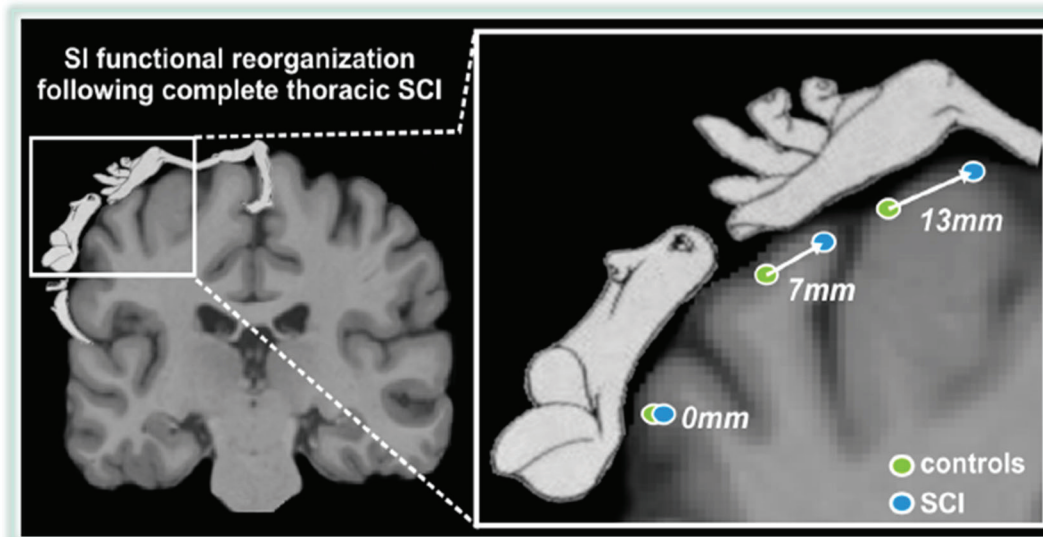 SI functional reorganization
following complete thoracic SCI
13mm
7mm
0mm
controls
SCI